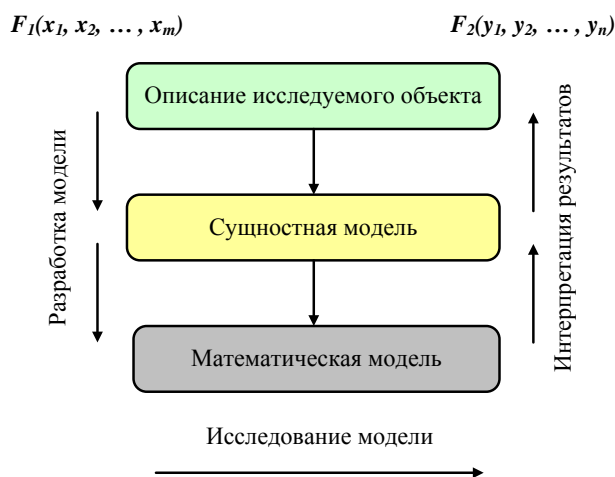 F₁(x₁, x₂, … , xₘ)
F₂(y₁, y₂, … , yₙ)
Описание исследуемого объекта
Разработка модели
Сущностная модель
Интерпретация результатов
Математическая модель
Исследование модели